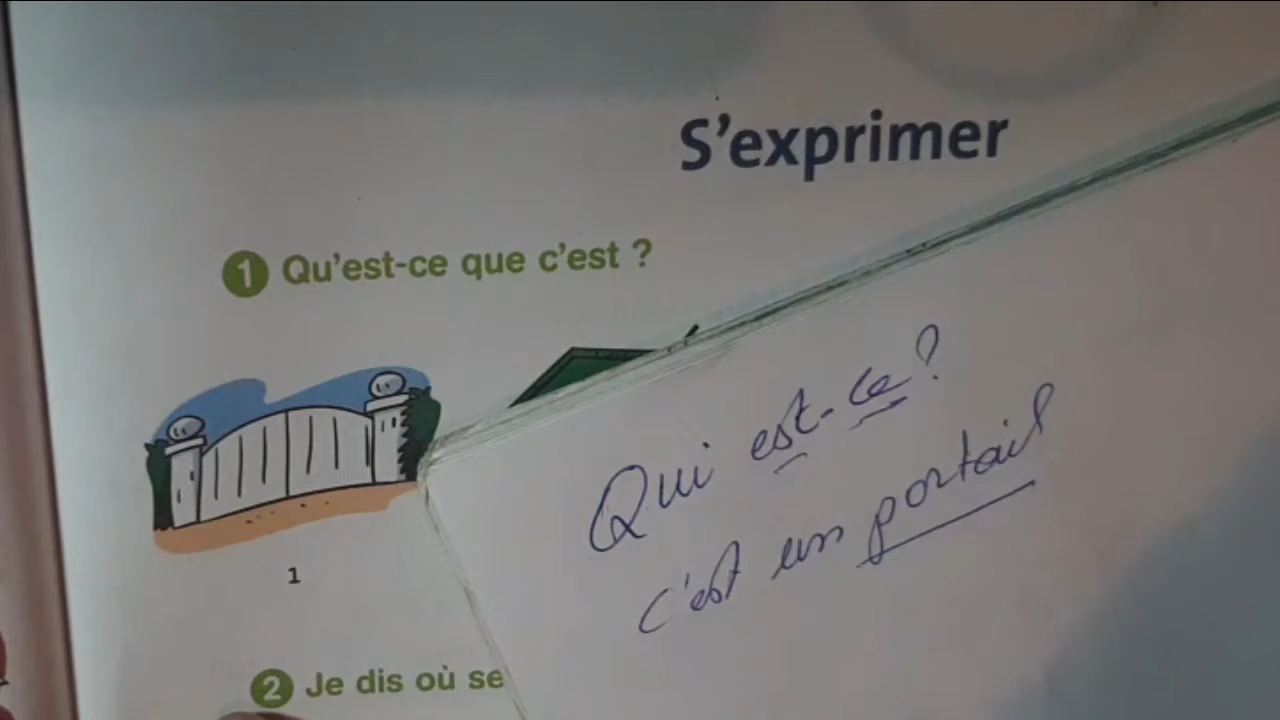 S'exprimer
1 Qu'est-ce que c'est ?
Qui est-ce ?
c'est un portail
1
2 Je dis où se